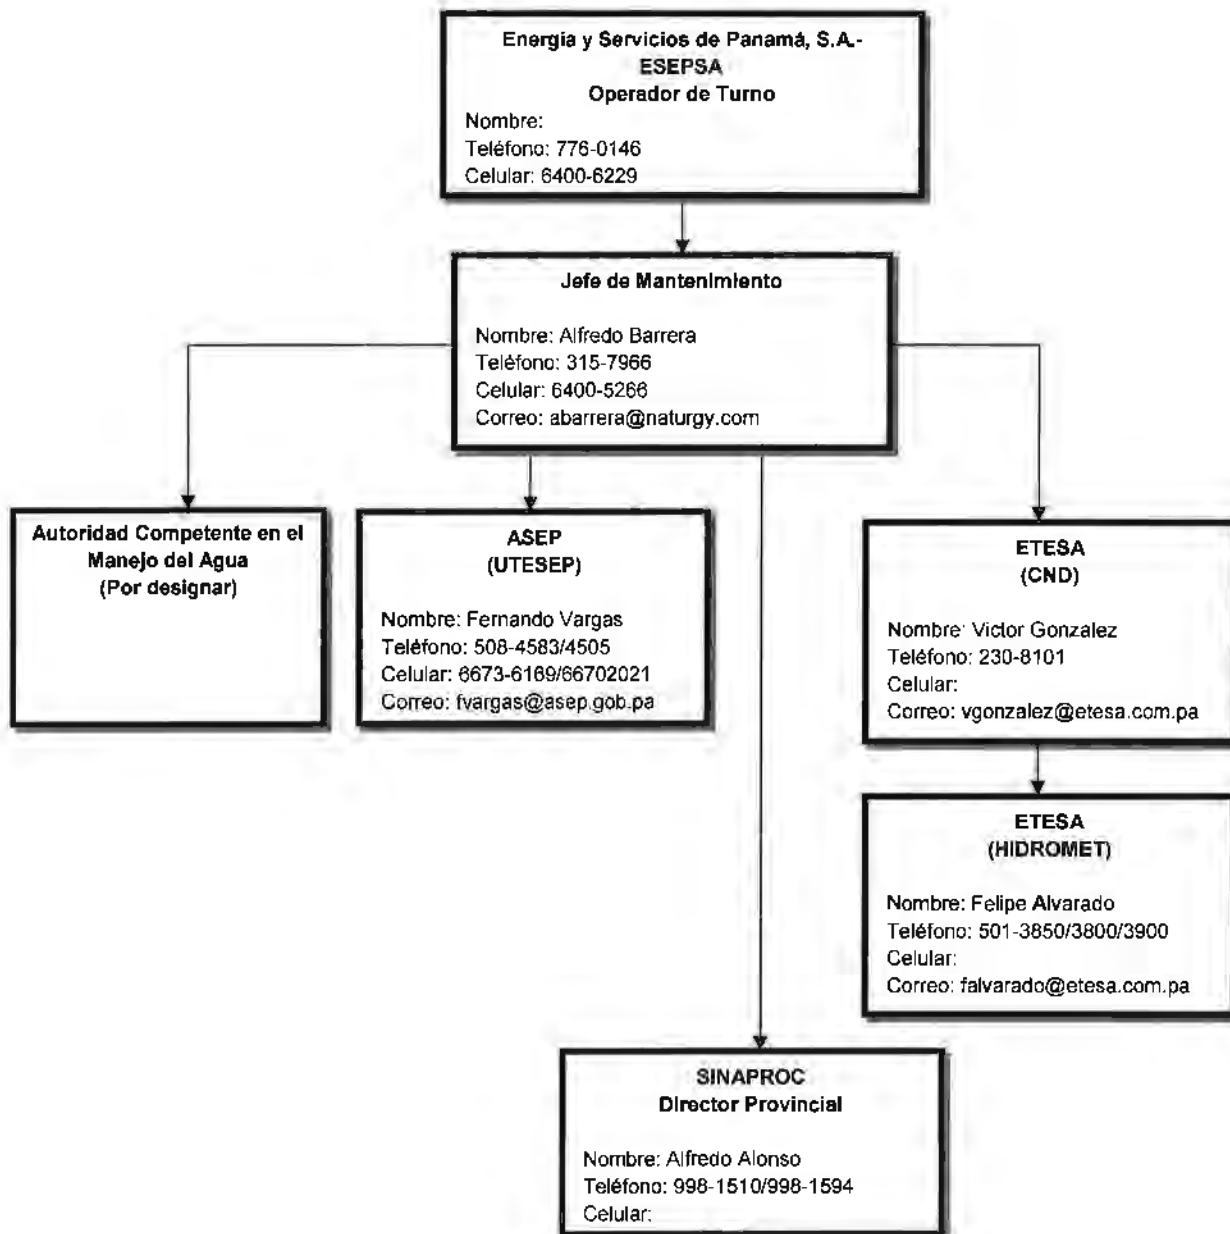 Energía y Servicios de Panamá, S.A.-
ESEPSA
Operador de Turno
Nombre:
Teléfono: 776-0146
Celular: 6400-6229
Jefe de Mantenimiento
Nombre: Alfredo Barrera
Teléfono: 315-7966
Celular: 6400-5266
Correo: abarrera@naturgy.com
Autoridad Competente en el
Manejo del Agua
(Por designar)
ASEP
(UTESEP)
Nombre: Fernando Vargas
Teléfono: 508-4583/4505
Celular: 6673-6169/66702021
Correo: fvargas@asep.gob.pa
ETESA
(CND)
Nombre: Victor Gonzalez
Teléfono: 230-8101
Celular:
Correo: vgonzalez@etesa.com.pa
ETESA
(HIDROMET)
Nombre: Felipe Alvarado
Teléfono: 501-3850/3800/3900
Celular:
Correo: falvarado@etesa.com.pa
SINAPROC
Director Provincial
Nombre: Alfredo Alonso
Teléfono: 998-1510/998-1594
Celular: